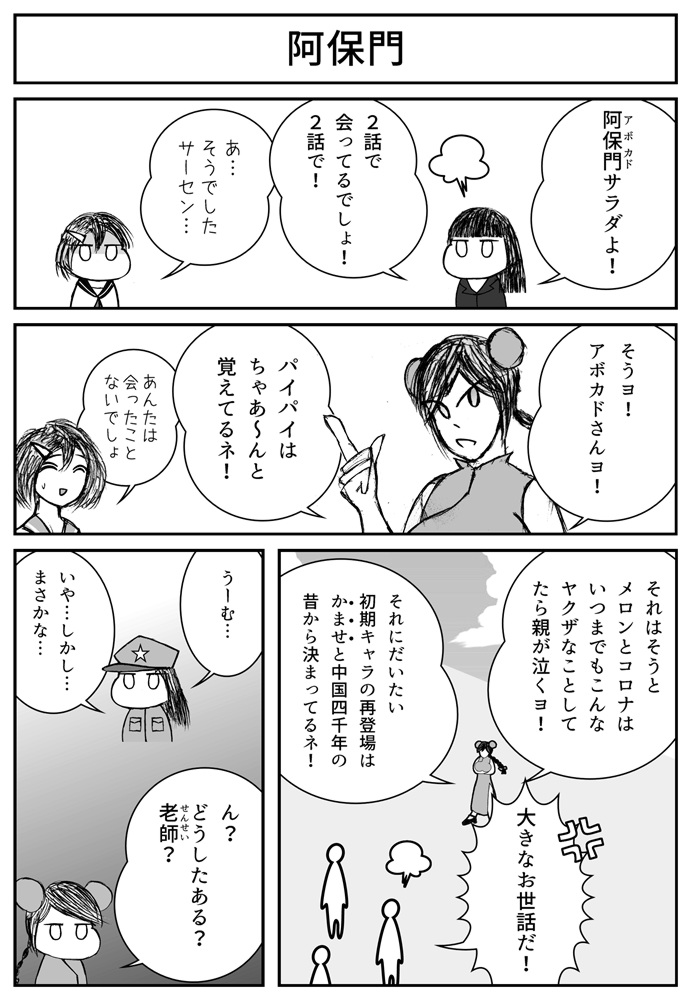 阿保門
阿保門サラダよ！
アボカド
２話で
会ってるでしょ！
２話で！
あ…
そうでした
サーセン…
そうヨ！
アボカドさんョ！
パイパイは
ちゃあ～んと
覚えてるネ！
あんたは
会ったこと
ないでしょ
それはそうと
メロンとコロナは
いつまでもこんな
ヤクザなことして
たら親が泣くヨ！
それにだいたい
初期キャラの再登場は
かませと中国四千年の
昔から決まってるネ！
大きなお世話だ！
うーむ…
いや…しかし…
まさかな…
ん？
どうしたある？
老師？
せんせい